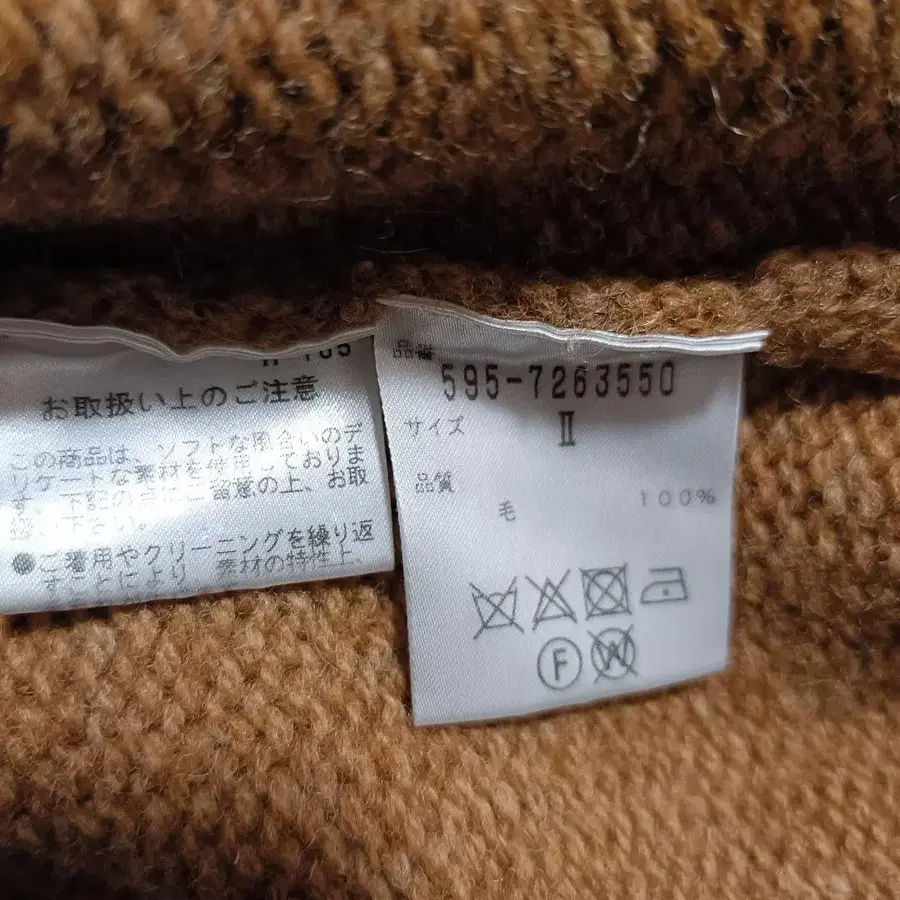 お取扱い上のご注意
この商品は、ソフトな風合いのデ
リケートな素材を使用しておりま
す。下記の点にご留意の上、お取
扱い下さい。
●ご着用やクリーニングを繰り返
すことにより、素材の特性上、
品番
595-7263550
サイズ II
品質
毛 100%
F W